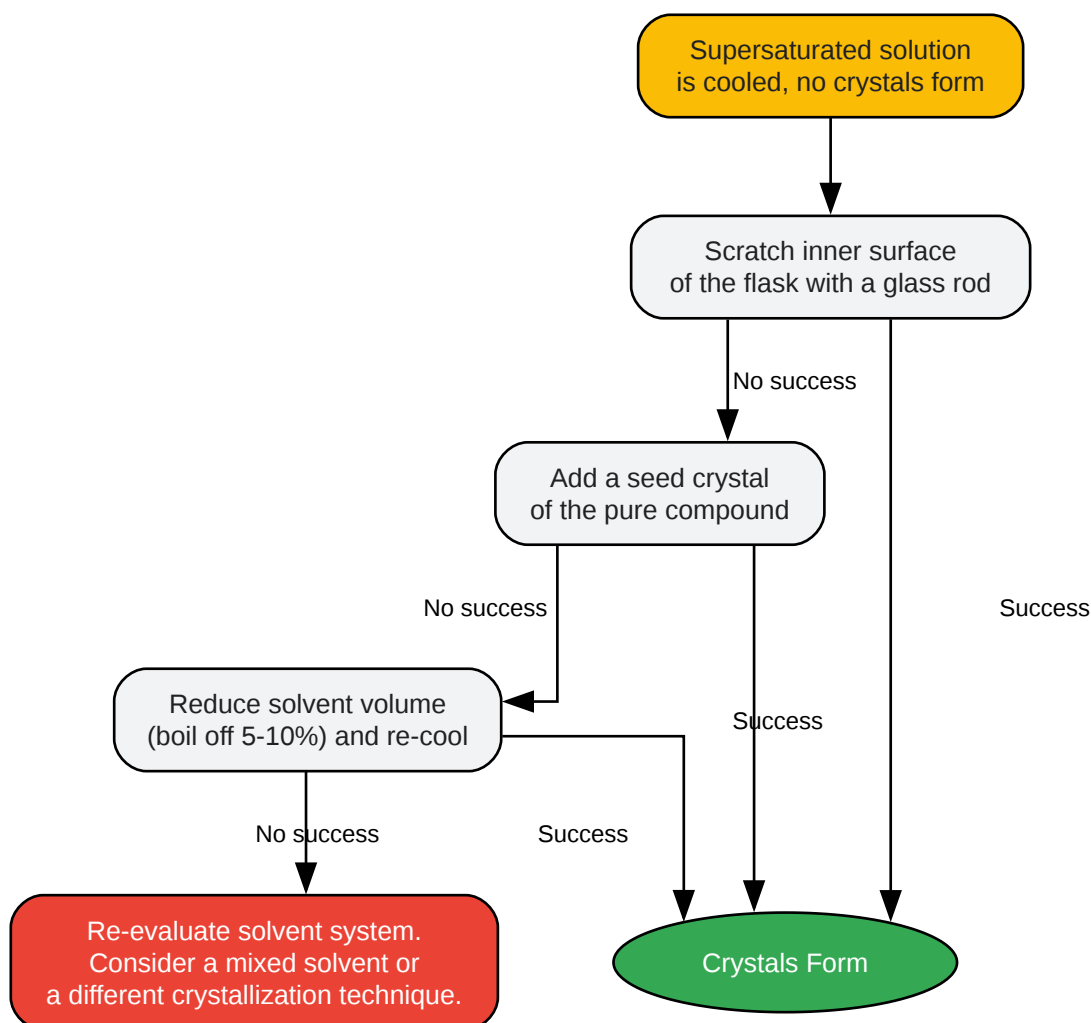 Supersaturated solution
is cooled, no crystals form
Scratch inner surface
of the flask with a glass rod
No success
Add a seed crystal
of the pure compound
No success
Success
Reduce solvent volume
(boil off 5-10%) and re-cool
Success
No success
Success
Re-evaluate solvent system.
Consider a mixed solvent or
a different crystallization technique.
Crystals Form